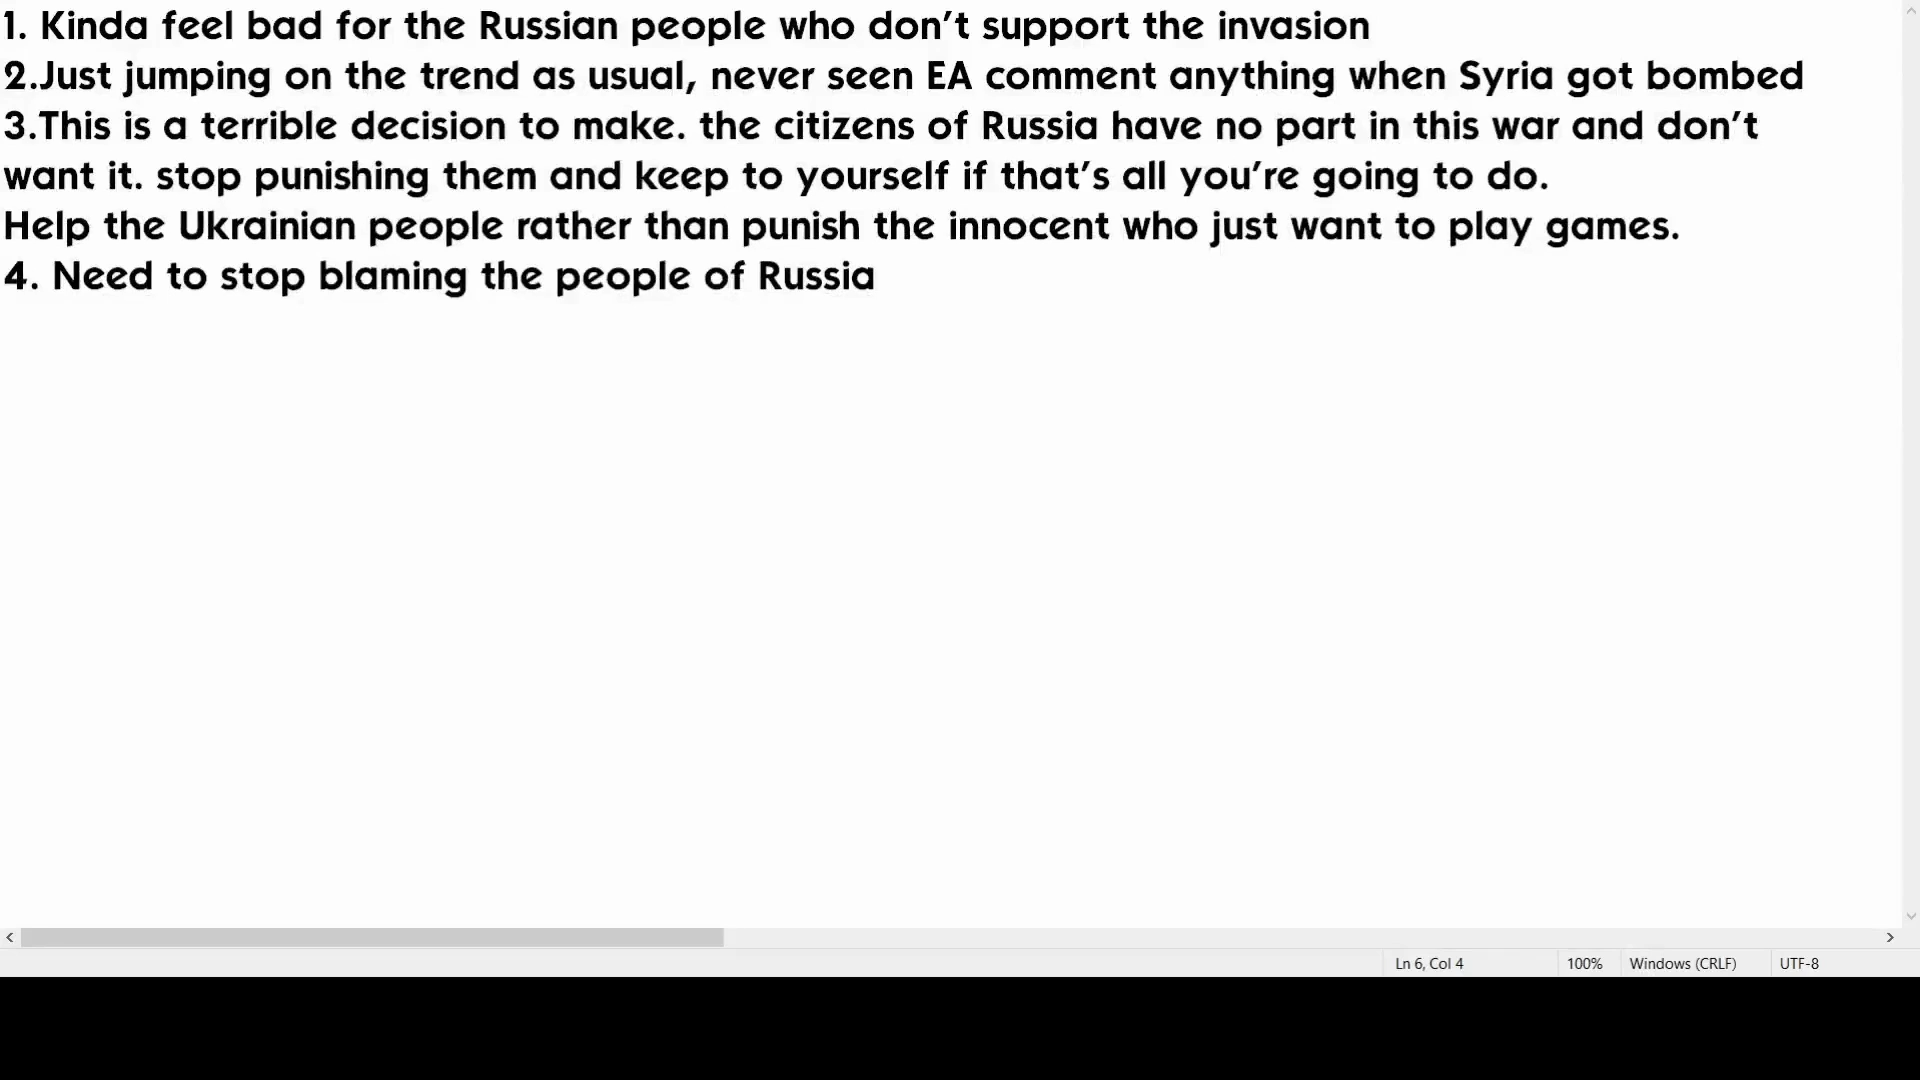 1. Kinda feel bad for the Russian people who don’t support the invasion
2.Just jumping on the trend as usual, never seen EA comment anything when Syria got bombed
3.This is a terrible decision to make. the citizens of Russia have no part in this war and don’t
want it. stop punishing them and keep to yourself if that’s all you’re going to do.
Help the Ukrainian people rather than punish the innocent who just want to play games.
4. Need to stop blaming the people of Russia
Ln 6, Col 4 100% Windows (CRLF) UTF-8